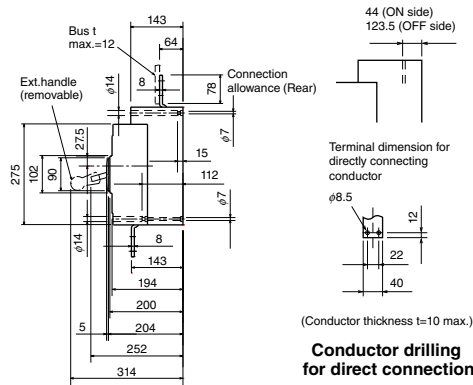 143
64
Bus t
max.=12
8
φ14
78
Connection
allowance (Rear)
Ext.handle
(removable)
φ7
27.5
15
275
102
90
112
φ7
φ14
8
143
194
200
5
204
252
314
44 (ON side)
123.5 (OFF side)
Terminal dimension for
directly connecting
conductor
φ8.5
12
22
40
(Conductor thickness t=10 max.)
Conductor drilling
for direct connection